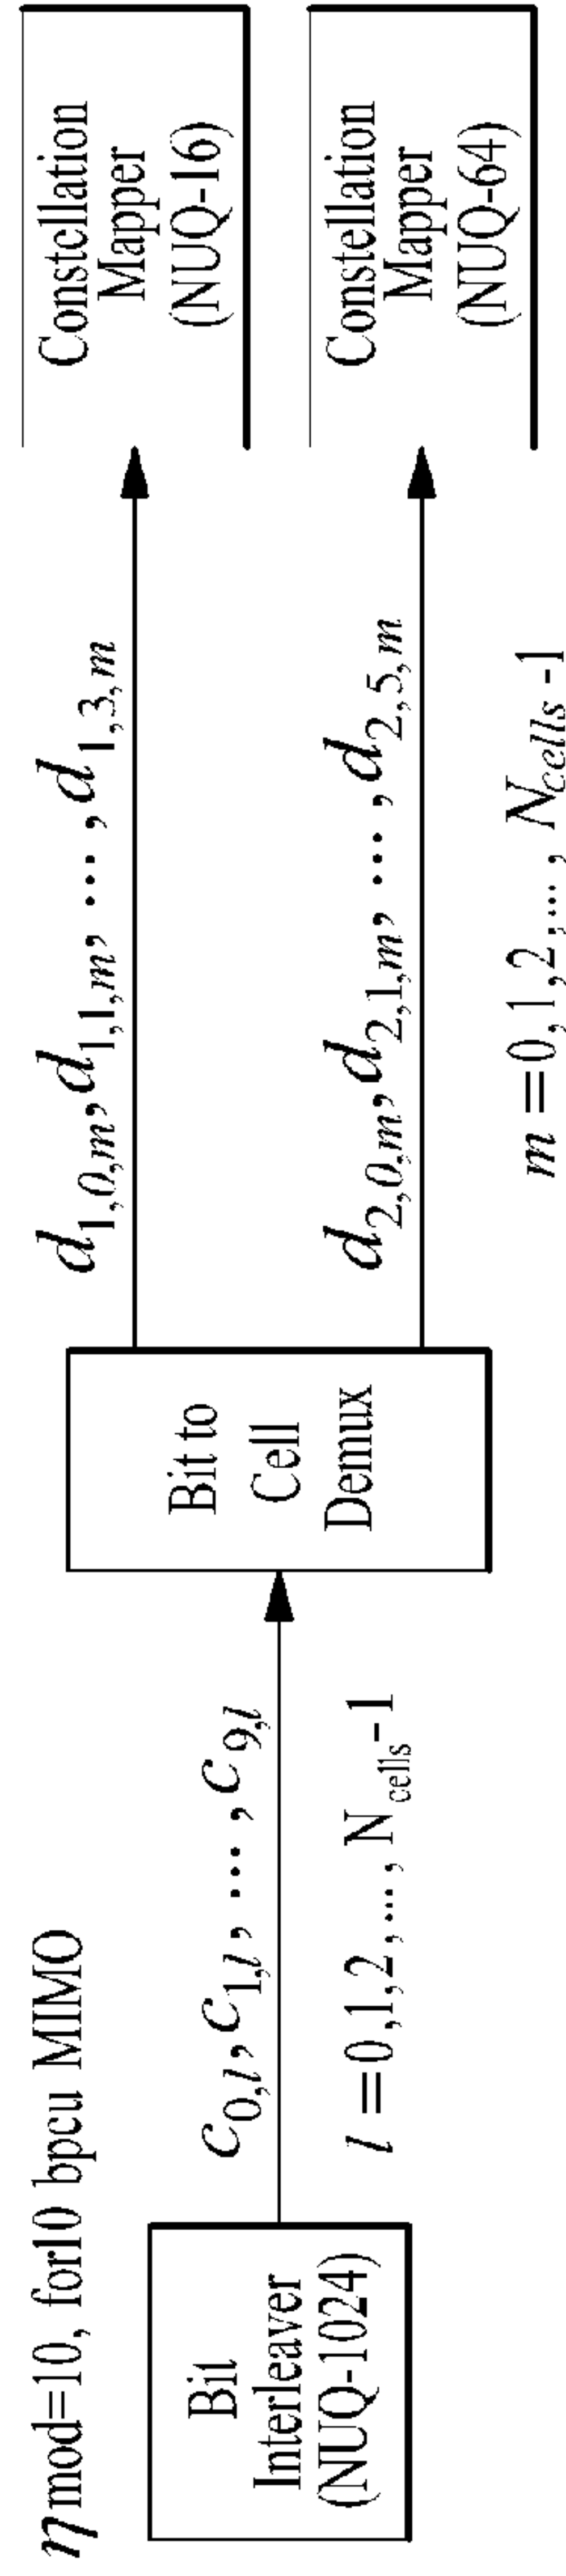 η mod=10, for10 bpcu MIMO
Bit
Interleaver
(NUQ-1024)
c0,l, c1,l, ... , c9,l
l =0,1,2 ,... , Ncells-1
Bit to
Cell
Demux
d1,0,m, d1,1,m, ... , d1,3,m
d2,0,m, d2,1,m, ... , d2,5,m
m =0,1,2 ,... , Ncells -1
Constellation
Mapper
(NUQ-16)
Constellation
Mapper
(NUQ-64)